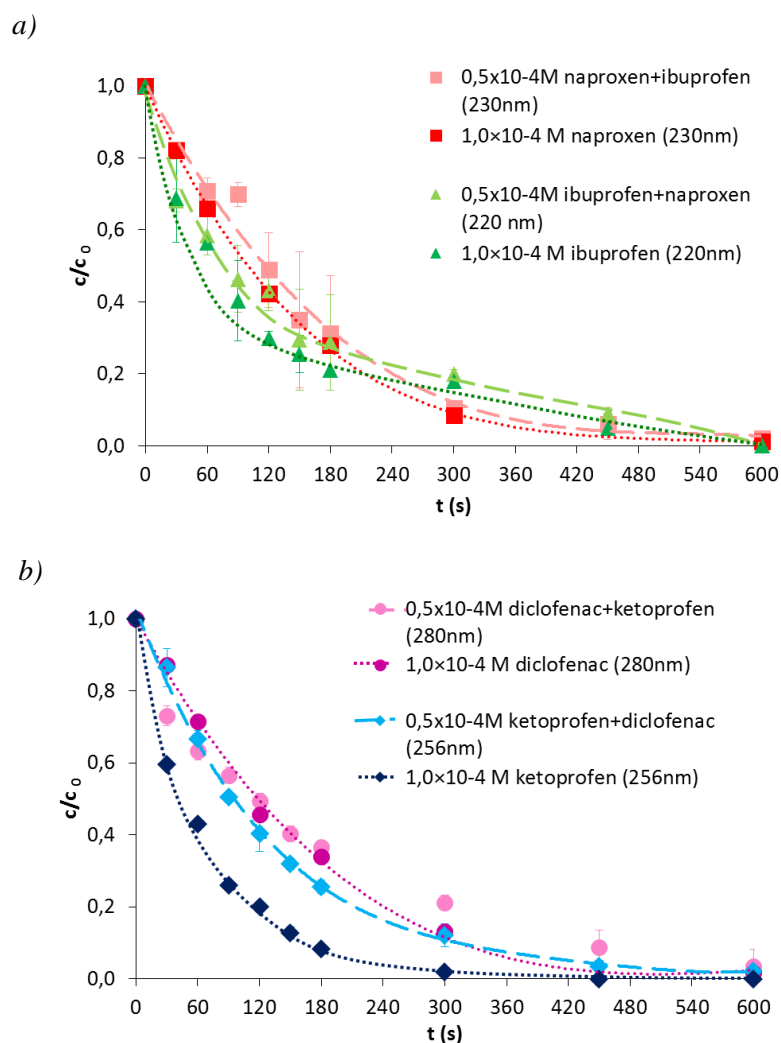 a)
1,0
0,8
0,6
0,4
0,2
0,0
c/c 0
0 60 120 180 240 300 360 420 480 540 600
t (s)
0,5x10-4M naproxen+ibuprofen
(230nm)
1,0×10-4 M naproxen (230nm)
0,5x10-4M ibuprofen+naproxen
(220 nm)
1,0×10-4 M ibuprofen (220nm)
b)
1,0
0,8
0,6
0,4
0,2
0,0
c/c 0
0 60 120 180 240 300 360 420 480 540 600
t (s)
0,5x10-4M diclofenac+ketoprofen
(280nm)
1,0×10-4 M diclofenac (280nm)
0,5x10-4M ketoprofen+diclofenac
(256nm)
1,0×10-4 M ketoprofen (256nm)